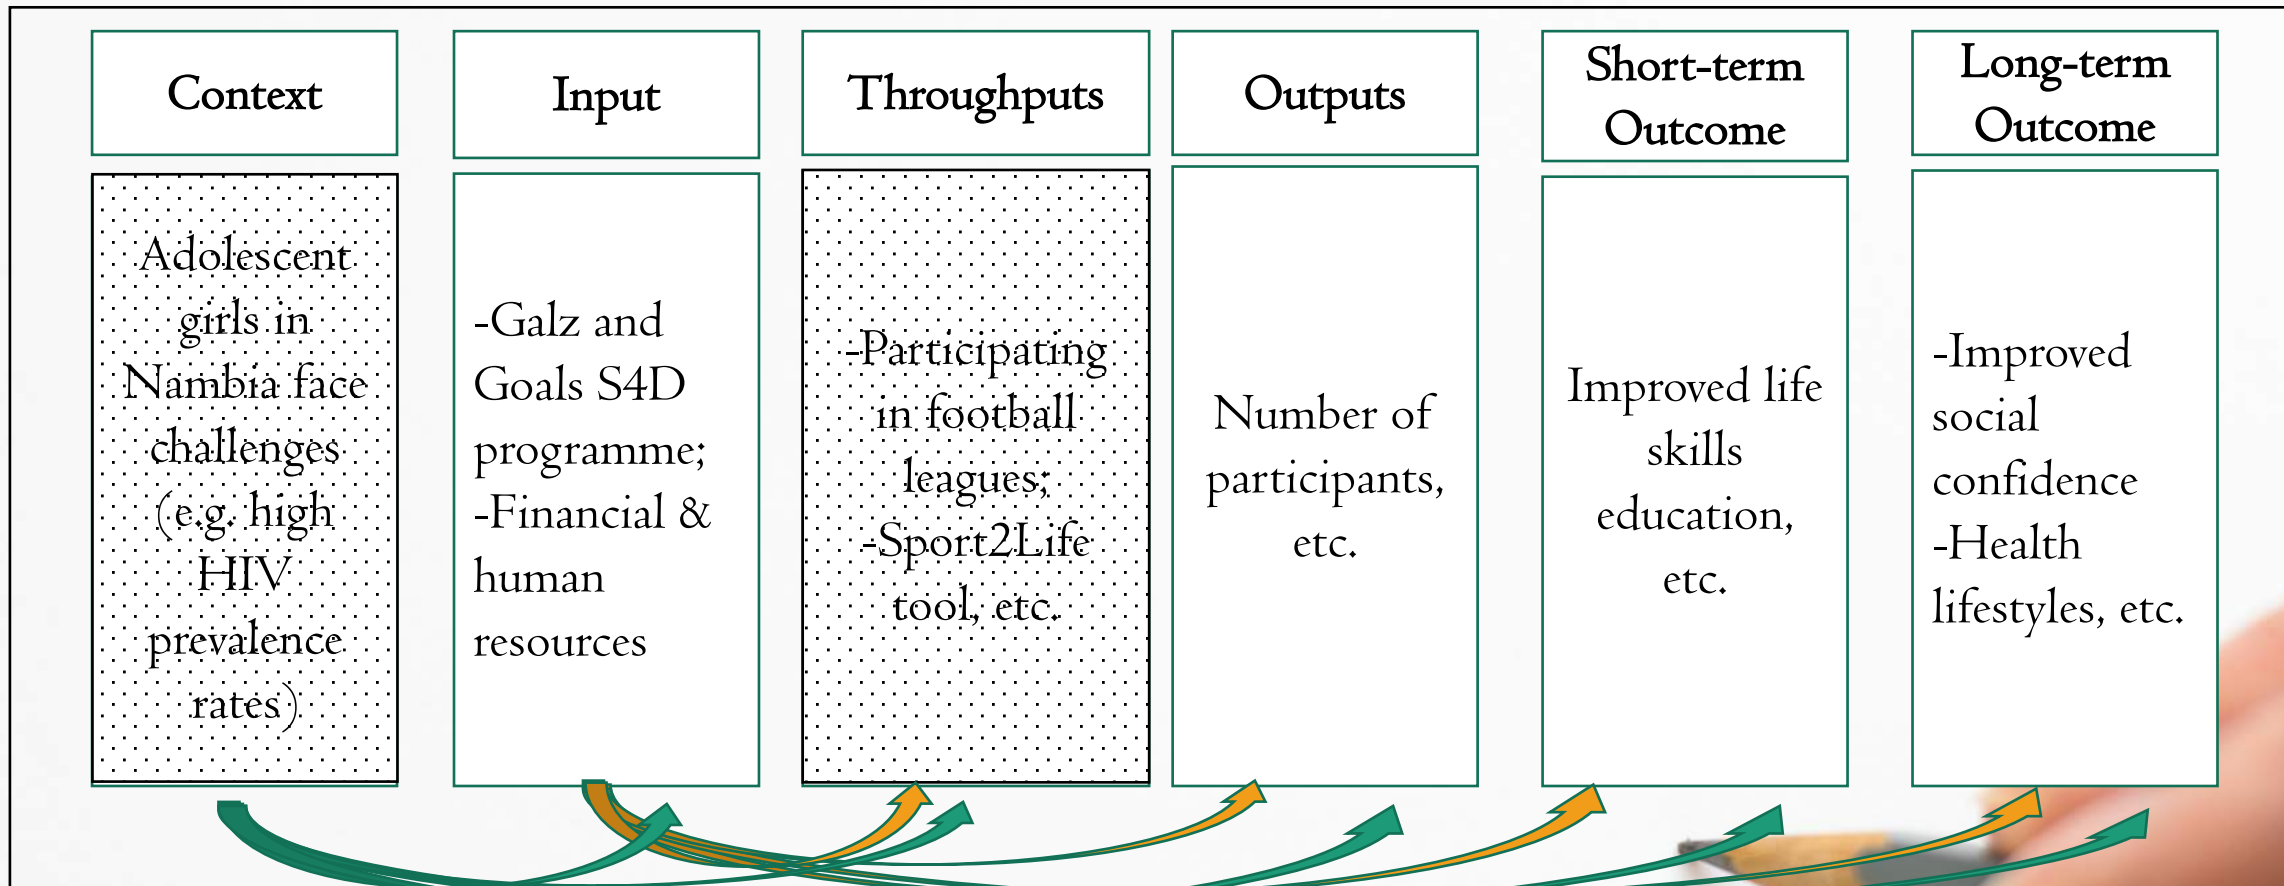 Context
Input
Throughputs
Outputs
Short-term
Outcome
Long-term
Outcome
Adolescent
girls in
Nambia face
challenges
(e.g. high
HIV
prevalence
rates)
-Galz and
Goals S4D
programme;
-Financial &
human
resources
-Participating
in football
leagues;
-Sport2Life
tool, etc.
Number of
participants,
etc.
Improved life
skills
education,
etc.
-Improved
social
confidence
-Health
lifestyles, etc.